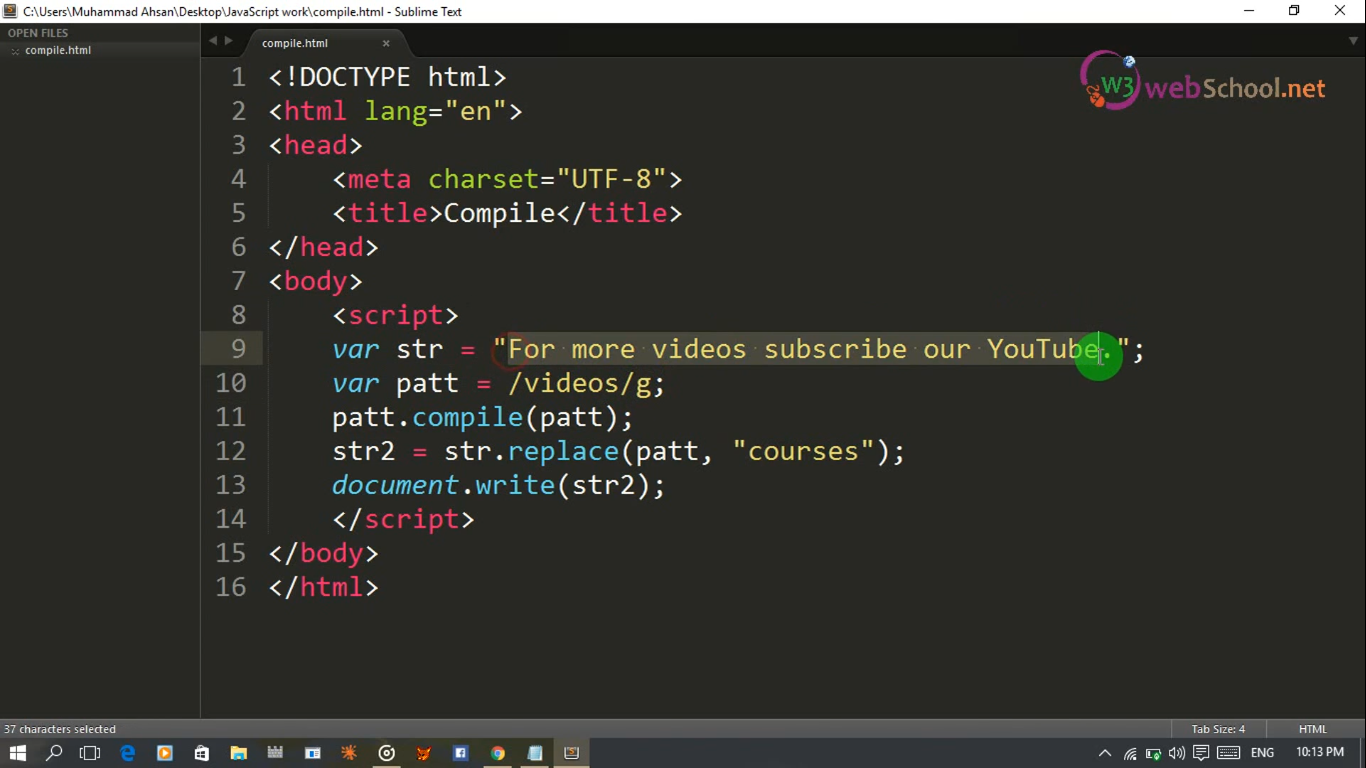 C:\Users\Muhammad Ahsan\Desktop\JavaScript work\compile.html - Sublime Text
OPEN FILES
compile.html
compile.html
W3 webSchool.net
1 <!DOCTYPE html>
2 <html lang="en">
3 <head>
4 <meta charset="UTF-8">
5 <title>Compile</title>
6 </head>
7 <body>
8 <script>
9 var str = "For more videos subscribe our YouTube.";
10 var patt = /videos/g;
11 patt.compile(patt);
12 str2 = str.replace(patt, "courses");
13 document.write(str2);
14 </script>
15 </body>
16 </html>
37 characters selected
Tab Size: 4
HTML
ENG
10:13 PM